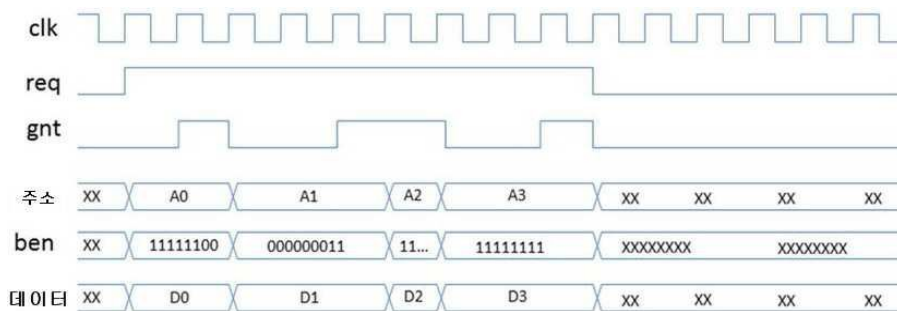 clk
req
gnt
주소 XX A0 A1 A2 A3 XX XX XX XX
ben XX 11111100 000000011 11... 11111111 XXXXXXXX XXXXXXXX
데이터 XX D0 D1 D2 D3 XX XX XX XX